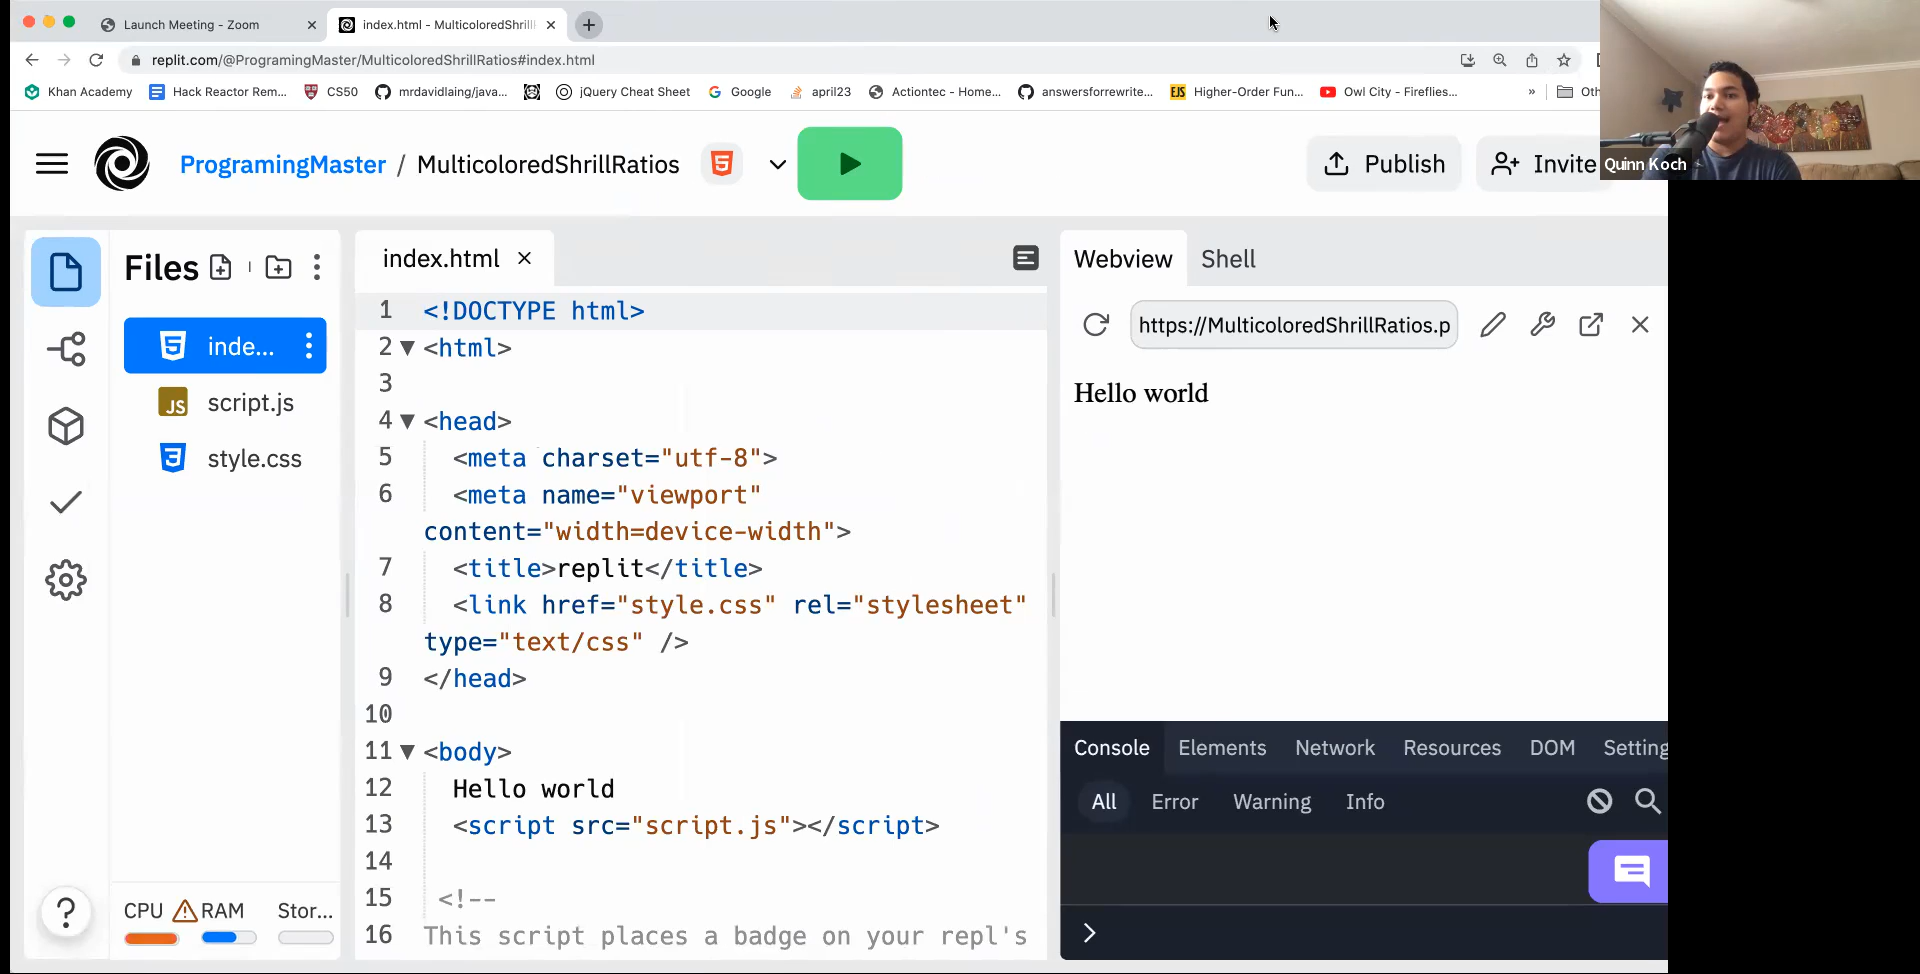 Launch Meeting - Zoom
index.html - MulticoloredShrill
replit.com/@ProgramingMaster/MulticoloredShrillRatios#index.html
Khan Academy
Hack Reactor Rem...
CS50
mrdavidlaing/java...
jQuery Cheat Sheet
Google
april23
Actiontec - Home...
answersforrewrite...
EJS
Higher-Order Fun...
Owl City - Fireflies...
»
Oth
ProgramingMaster / MulticoloredShrillRatios
Publish
Invite
Quinn Koch
Files
inde...
JS script.js
style.css
index.html
1 <!DOCTYPE html>
2 <html>
3
4 <head>
5 <meta charset="utf-8">
6 <meta name="viewport"
content="width=device-width">
7 <title>replit</title>
8 <link href="style.css" rel="stylesheet"
type="text/css" />
9 </head>
10
11 <body>
12 Hello world
13 <script src="script.js"></script>
14
15 <!--
16 This script places a badge on your repl's
Webview
Shell
https://MulticoloredShrillRatios.p
Hello world
Console Elements Network Resources DOM Setting
All Error Warning Info
>
? CPU RAM Stor...